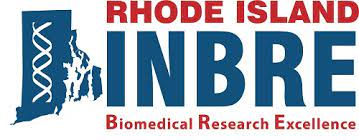 RHODE ISLAND
INBRE
Biomedical Research Excellence